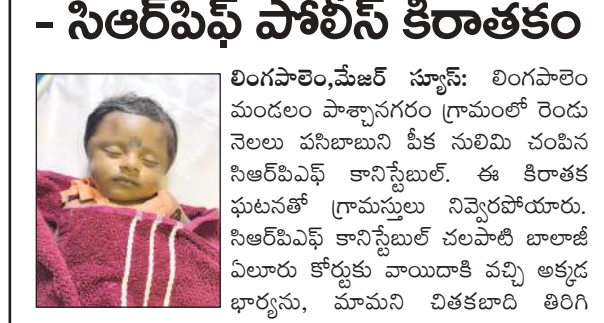 - సిఆర్‌పిఫ్ పోలీస్ కిరాతకం
లింగపాలెం,మేజర్ న్యూస్: లింగపాలెం
మండలం పాశ్చానగరం గ్రామంలో రెండు
నెలలు పసిబాబుని పీక నులిమి చంపిన
సిఆర్‌పిఎఫ్ కానిస్టేబుల్. ఈ కిరాతక
ఘటనతో గ్రామస్తులు నివ్వెరపోయారు.
సిఆర్‌పిఎఫ్ కానిస్టేబుల్ చలపాటి బాలాజీ
ఏలూరు కోర్టుకు వాయిదాకి వచ్చి అక్కడ
భార్యను, మామని చితకబాది తిరిగి